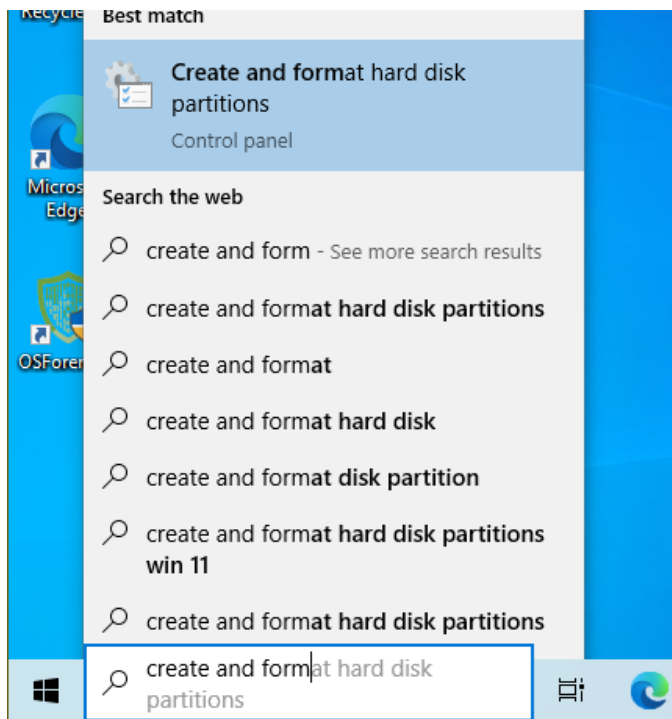 Recycle
Best match
Create and format hard disk
partitions
Control panel
Micros
Edge
Search the web
create and form - See more search results
create and format hard disk partitions
create and format
OSForen
create and format hard disk
create and format disk partition
create and format hard disk partitions
win 11
create and format hard disk partitions
create and format hard disk
partitions